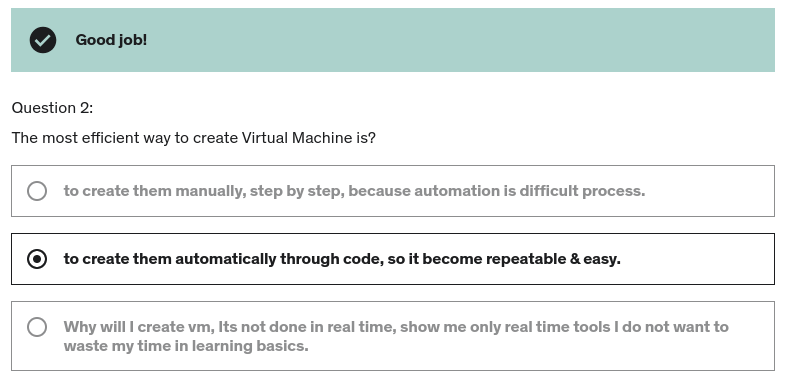 Good job!
Question 2:
The most efficient way to create Virtual Machine is?
to create them manually, step by step, because automation is difficult process.
to create them automatically through code, so it become repeatable & easy.
Why will I create vm, Its not done in real time, show me only real time tools I do not want to
waste my time in learning basics.